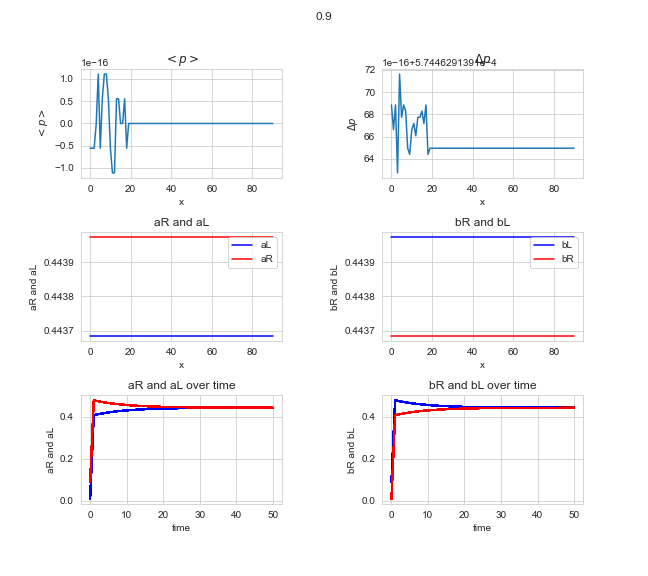 0.9
< p >
Δp
1e−16
1e−16+5.7446291391e−4
1.0
0.5
0.0
−0.5
−1.0
< p >
0 20 40 60 80
x
72
70
68
66
64
Δp
0 20 40 60 80
x
aR and aL
0.4439
0.4438
0.4437
aR and aL
aL
aR
0 20 40 60 80
x
bR and bL
0.4439
0.4438
0.4437
bR and bL
bL
bR
0 20 40 60 80
x
aR and aL over time
0.4
0.2
0.0
aR and aL
0 10 20 30 40 50
time
bR and bL over time
0.4
0.2
0.0
bR and bL
0 10 20 30 40 50
time